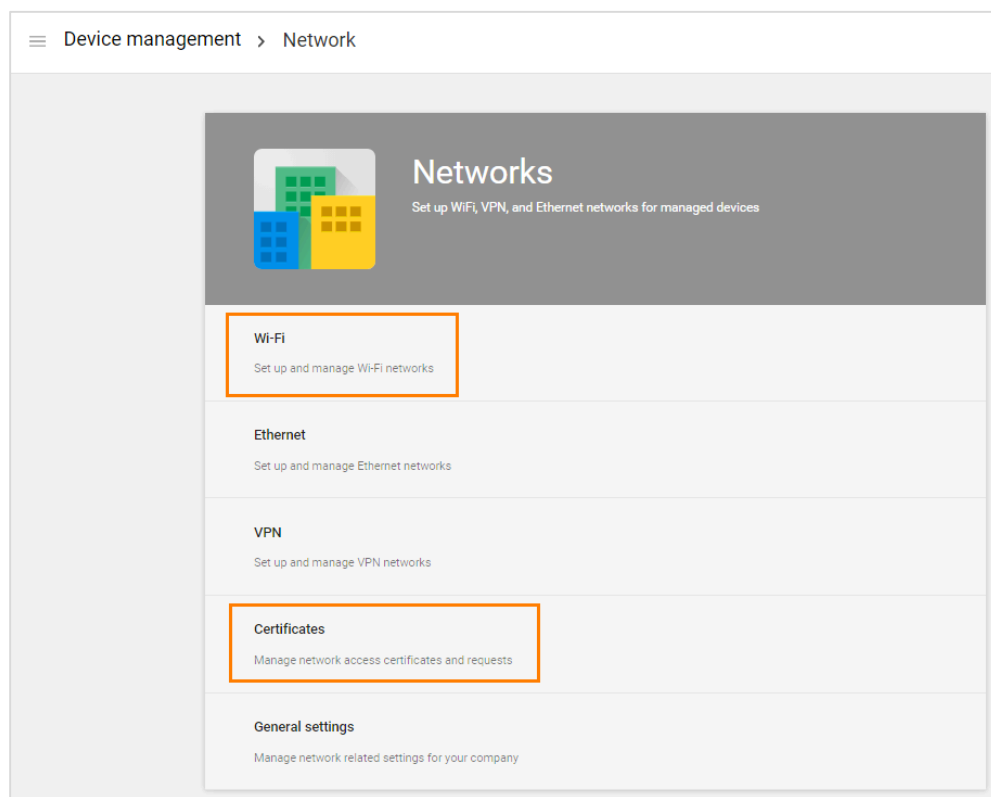 Device management > Network
Networks
Set up WiFi, VPN, and Ethernet networks for managed devices
Wi-Fi
Set up and manage Wi-Fi networks
Ethernet
Set up and manage Ethernet networks
VPN
Set up and manage VPN networks
Certificates
Manage network access certificates and requests
General settings
Manage network related settings for your company